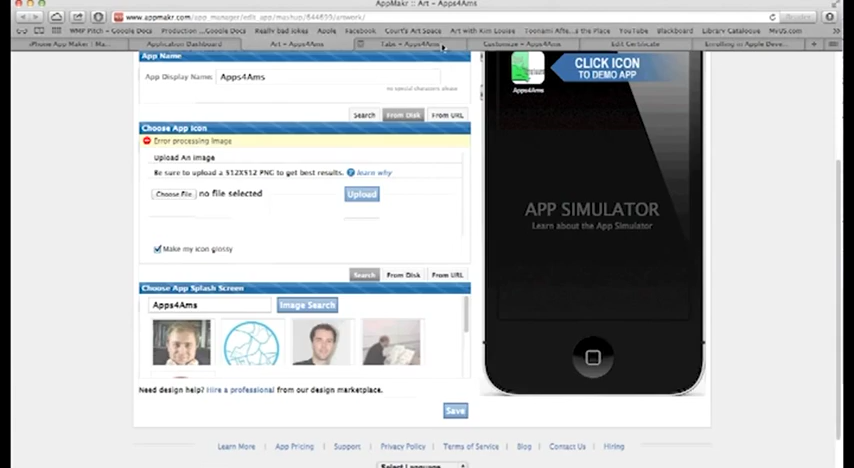 AppMakr :: Art – Apps4Ams
www.appmakr.com/app_manager/edit_app/mashup/644699/artwork/
Reader
WMF Pitch – Google Docs Production ...Google Docs Really bad jokes Apple Facebook Court's Art Space Art with Kim Louise Toonami Afte...s the Place YouTube Blackboard Library Catalogue MvUS.com
iPhone App Maker | Ma... Application Dashboard Art – Apps4Ams Tabs – Apps4Ams Customize – Apps4Ams Edit Certificate Enrolling or Apple Deve...
App Name
App Display Name: Apps4Ams
no special characters please
Search From Disk From URL
Choose App Icon
Error processing image
Upload An Image
Be sure to upload a 512X512 PNG to get best results. learn why
Choose File no file selected Upload
Make my icon glossy
Search From Disk From URL
Choose App Splash Screen
Apps4Ams Image Search
Need design help? Hire a professional from our design marketplace.
Save
CLICK ICON
TO DEMO APP
Apps4Ams
APP SIMULATOR
Learn about the App Simulator
Learn More | App Pricing | Support | Privacy Policy | Terms of Service | Blog | Contact Us | Hiring
Select Language